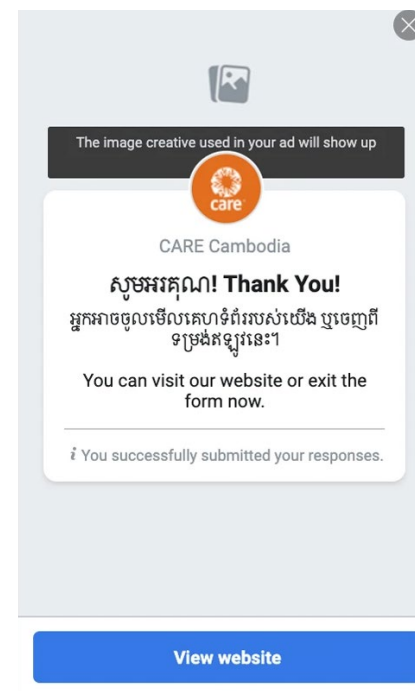 The image creative used in your ad will show up
care
CARE Cambodia
សូមអរគុណ! Thank You!
អ្នកអាចចូលមើលគេហទំព័ររបស់យើង ឬចេញពី
ទម្រង់ឥឡូវនេះ។
You can visit our website or exit the
form now.
i You successfully submitted your responses.
View website